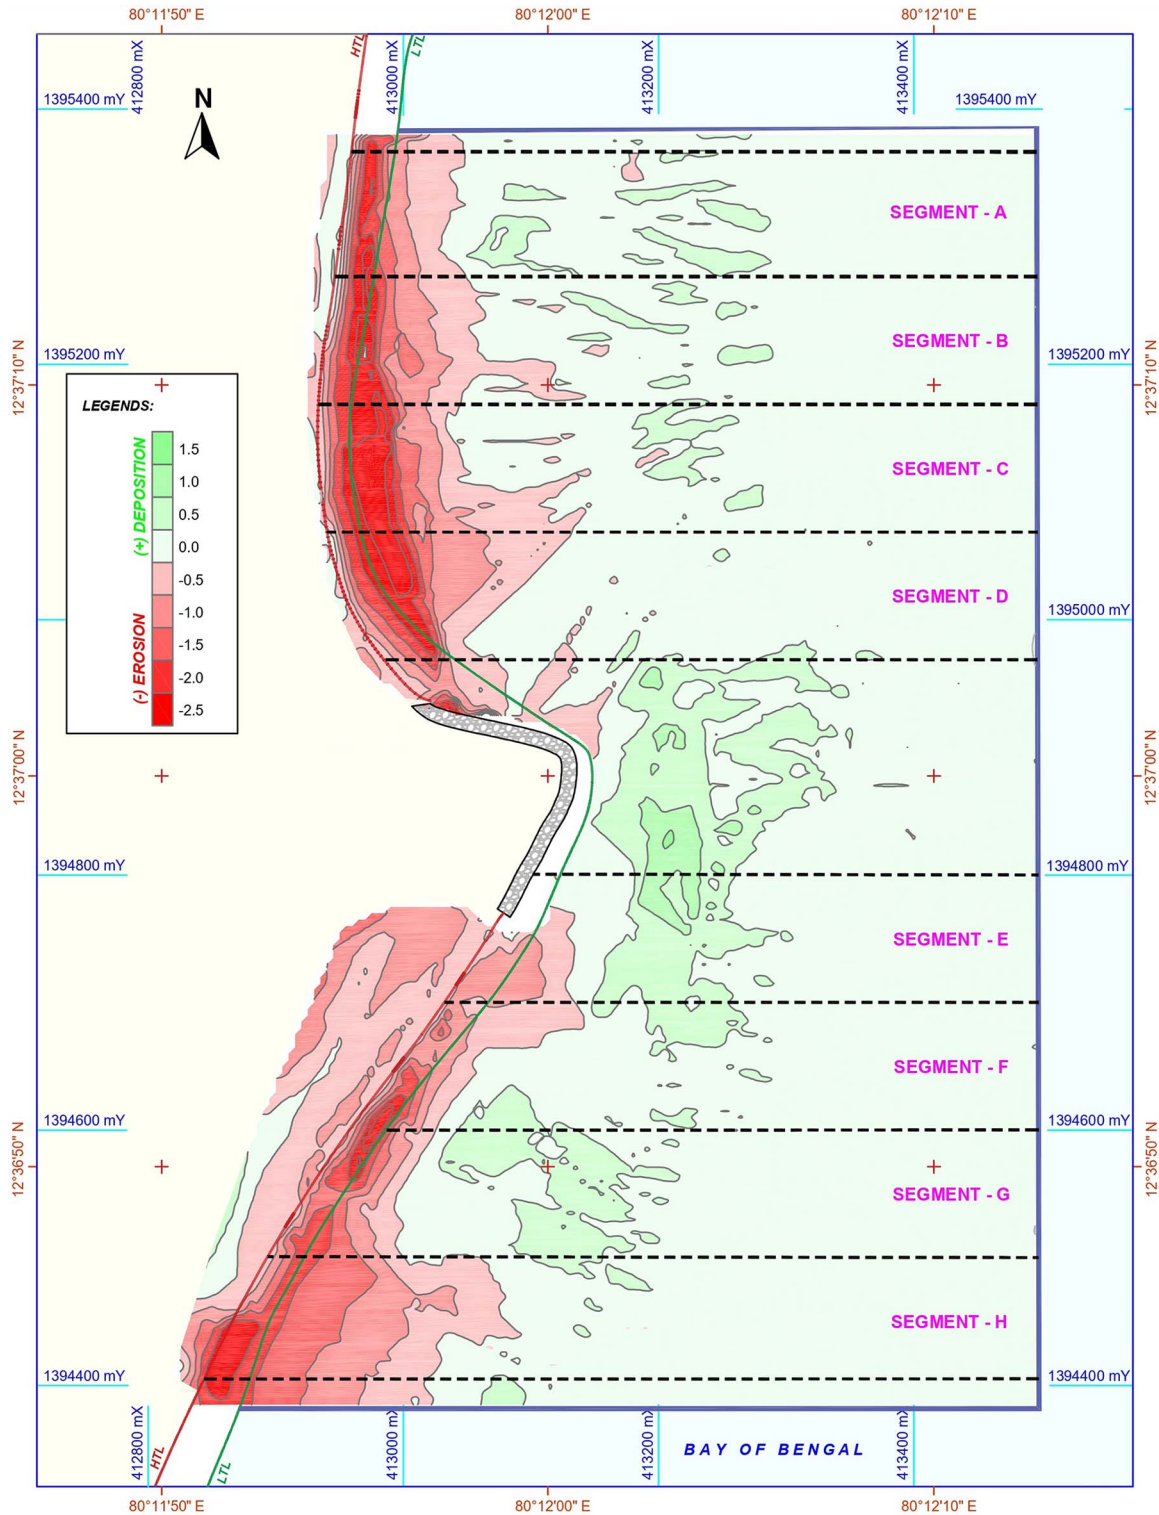 80°11'50" E
80°12'00" E
80°12'10" E
HTL
LTL
412800 mX
413000 mX
413200 mX
413400 mX
1395400 mY
1395400 mY
N
SEGMENT - A
SEGMENT - B
1395200 mY
1395200 mY
12°37'10" N
12°37'10" N
LEGENDS:
(+) DEPOSITION
1.5
1.0
0.5
0.0
(-) EROSION
-0.5
-1.0
-1.5
-2.0
-2.5
SEGMENT - C
SEGMENT - D
1395000 mY
12°37'00" N
12°37'00" N
1394800 mY
1394800 mY
SEGMENT - E
SEGMENT - F
1394600 mY
1394600 mY
12°36'50" N
12°36'50" N
SEGMENT - G
SEGMENT - H
1394400 mY
1394400 mY
412800 mX
413000 mX
413200 mX
413400 mX
HTL
LTL
BAY OF BENGAL
80°11'50" E
80°12'00" E
80°12'10" E